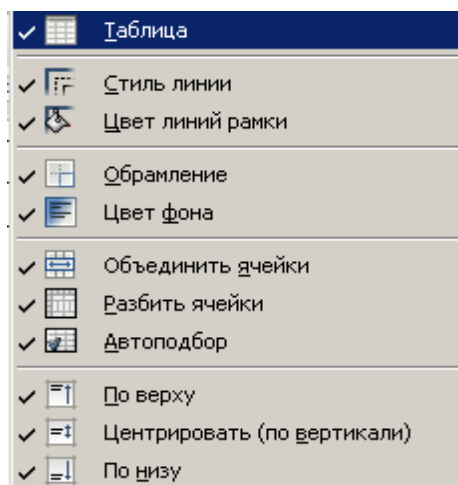 Таблица
Стиль линии
Цвет линий рамки
Обрамление
Цвет фона
Объединить ячейки
Разбить ячейки
Автоподбор
По верху
Центрировать (по вертикали)
По низу